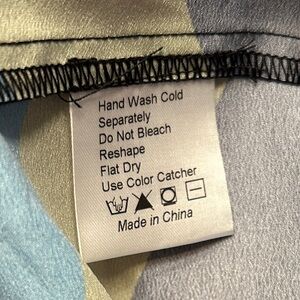 Hand Wash Cold
Separately
Do Not Bleach
Reshape
Flat Dry
Use Color Catcher
Made in China